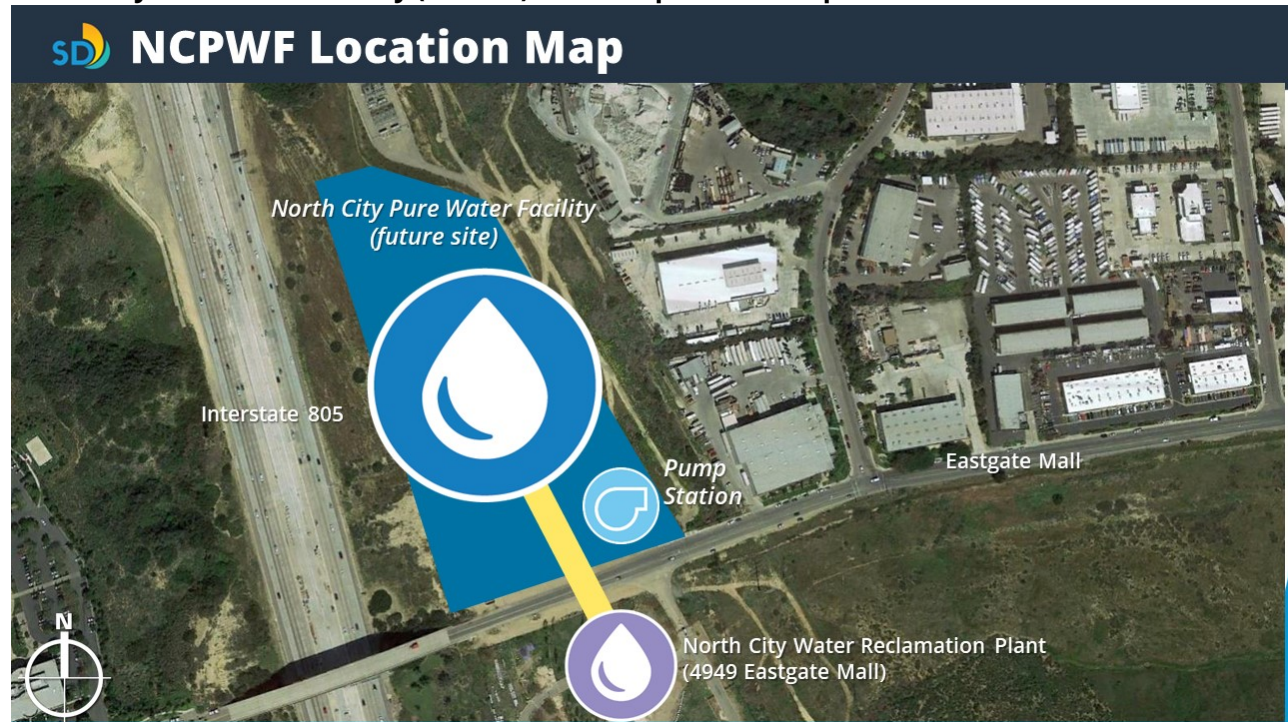 SD NCPWF Location Map
North City Pure Water Facility
(future site)
Interstate 805
Pump
Station
Eastgate Mall
N
North City Water Reclamation Plant
(4949 Eastgate Mall)